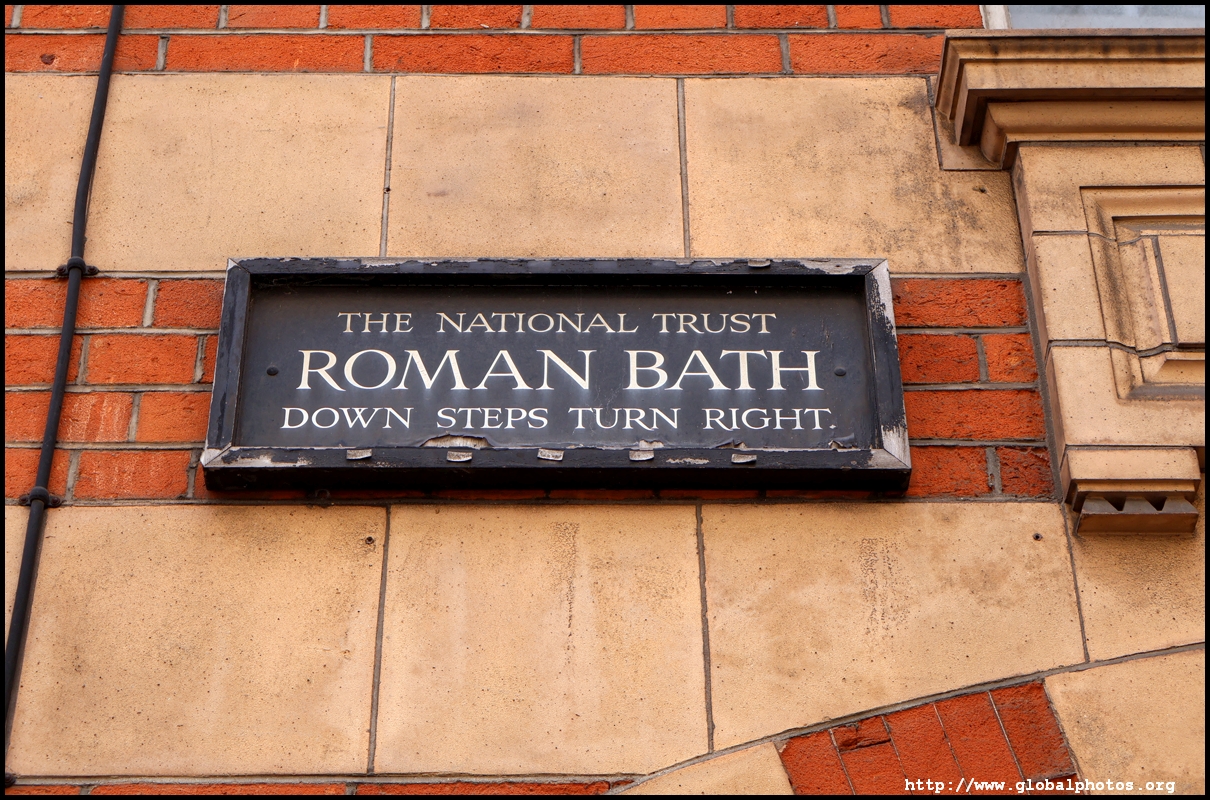 THE NATIONAL TRUST
ROMAN BATH
DOWN STEPS TURN RIGHT.
http://www.globalphotos.org